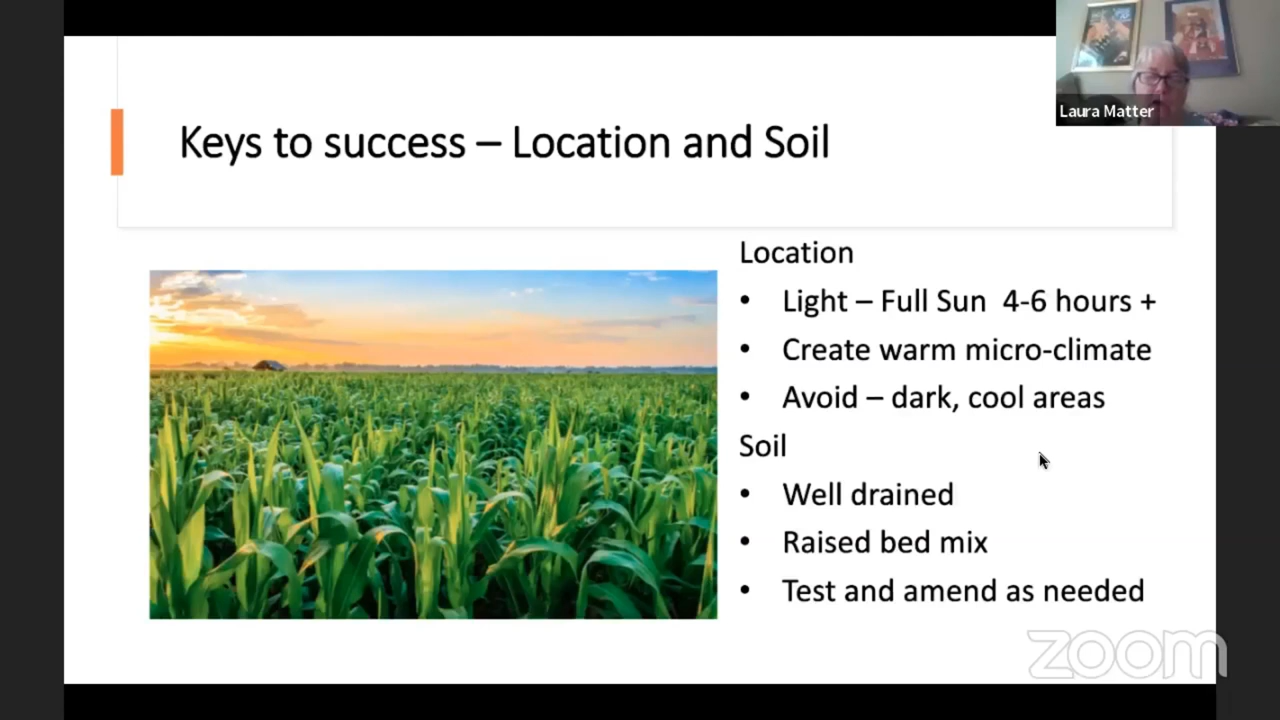 Laura Matter
Keys to success – Location and Soil
Location
• Light – Full Sun 4-6 hours +
• Create warm micro-climate
• Avoid – dark, cool areas
Soil
• Well drained
• Raised bed mix
• Test and amend as needed
zoom